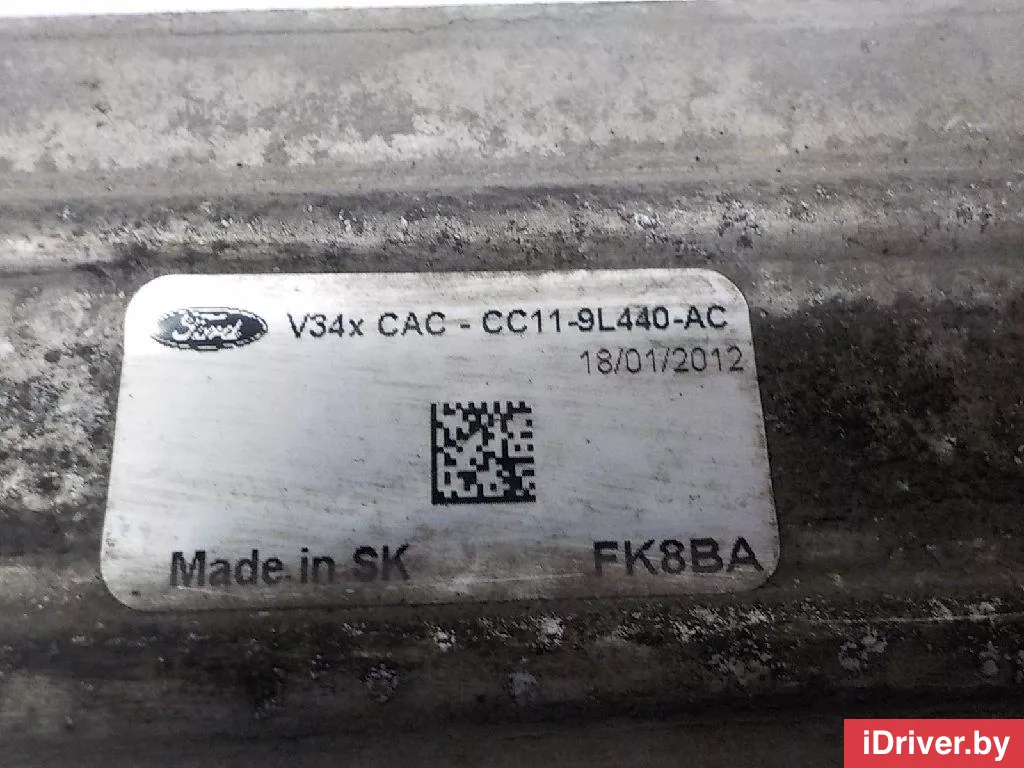 Ford V34x CAC - CC11-9L440-AC
18/01/2012
Made in SK FK8BA
iDriver.by